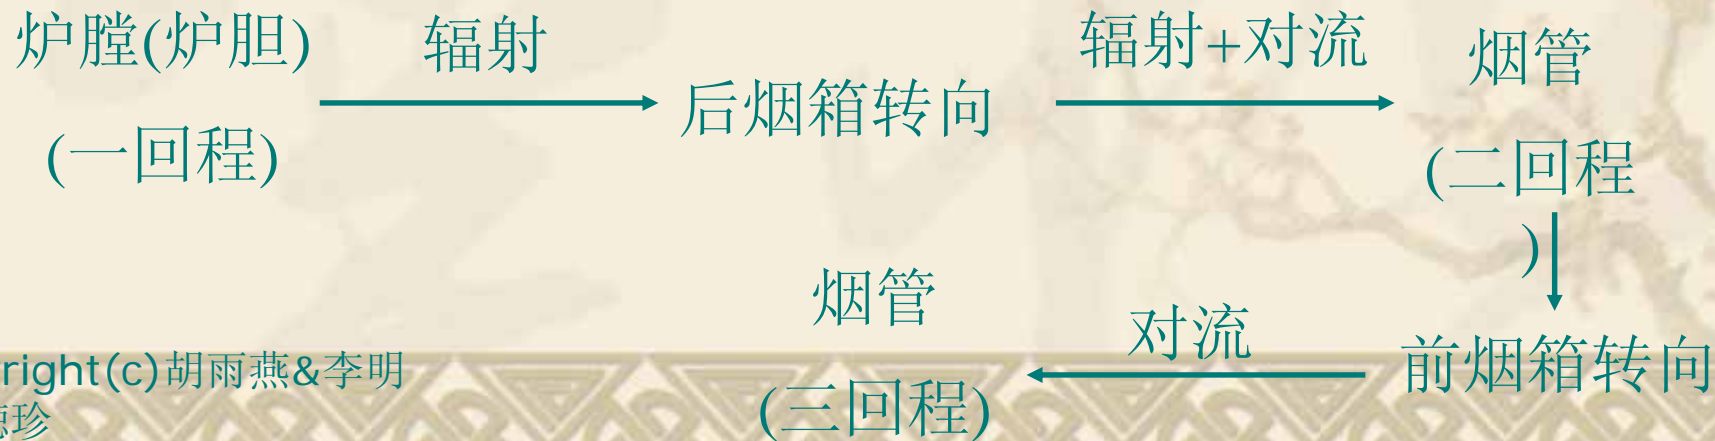 炉膛(炉胆)
(一回程)
辐射
后烟箱转向
辐射+对流
烟管
(二回程
)
前烟箱转向
对流
烟管
(三回程)
right(c)胡雨燕&李明
珍